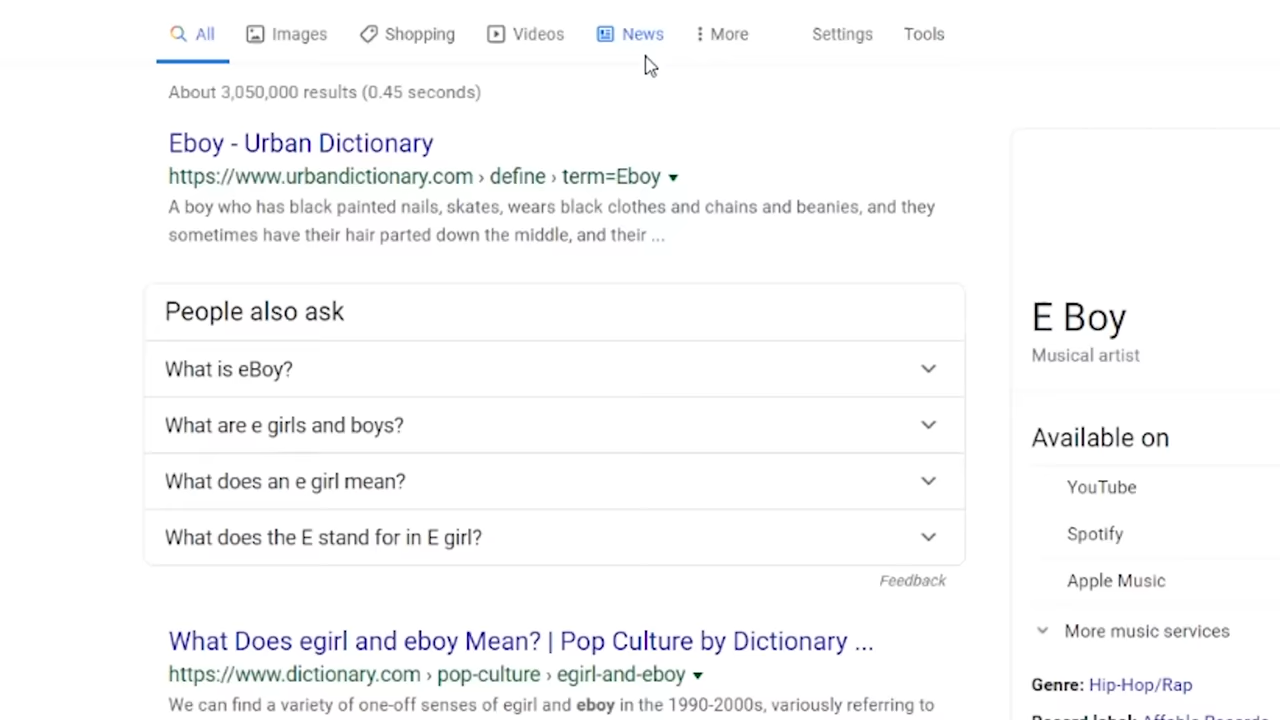 All Images Shopping Videos News More Settings Tools
About 3,050,000 results (0.45 seconds)
Eboy - Urban Dictionary
https://www.urbandictionary.com › define › term=Eboy
A boy who has black painted nails, skates, wears black clothes and chains and beanies, and they
sometimes have their hair parted down the middle, and their ...
People also ask
What is eBoy?
What are e girls and boys?
What does an e girl mean?
What does the E stand for in E girl?
Feedback
What Does egirl and eboy Mean? | Pop Culture by Dictionary ...
https://www.dictionary.com › pop-culture › egirl-and-eboy
We can find a variety of one-off senses of egirl and eboy in the 1990-2000s, variously referring to
E Boy
Musical artist
Available on
YouTube
Spotify
Apple Music
More music services
Genre: Hip-Hop/Rap
Record label: Affable Records